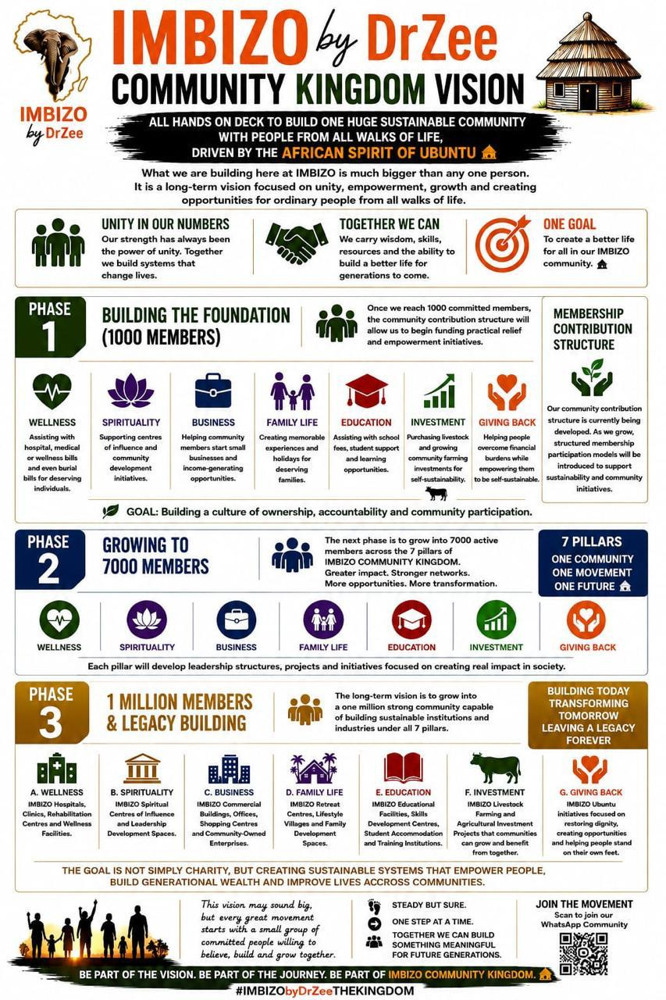 IMBIZO by DrZee
COMMUNITY KINGDOM VISION
IMBIZO
by DrZee
ALL HANDS ON DECK TO BUILD ONE HUGE SUSTAINABLE COMMUNITY
WITH PEOPLE FROM ALL WALKS OF LIFE,
DRIVEN BY THE AFRICAN SPIRIT OF UBUNTU
What we are building here at IMBIZO is much bigger than any one person.
It is a long-term vision focused on unity, empowerment, growth and creating
opportunities for ordinary people from all walks of life.
UNITY IN OUR NUMBERS
Our strength has always been
the power of unity. Together
we build systems that
change lives.
TOGETHER WE CAN
We carry wisdom, skills,
resources and the ability to
build a better life for
generations to come.
ONE GOAL
To create a better life
for all in our IMBIZO
community.
PHASE
1
BUILDING THE FOUNDATION
(1000 MEMBERS)
Once we reach 1000 committed members,
the community contribution structure will
allow us to begin funding practical relief
and empowerment initiatives.
MEMBERSHIP
CONTRIBUTION
STRUCTURE
Our community contribution
structure is currently being
developed. As we grow,
structured membership
participation models will be
introduced to support
sustainability and community
initiatives.
WELLNESS
Assisting with
hospital, medical
or wellness bills
and even burial
bills for deserving
individuals.
SPIRITUALITY
Supporting centres
of influence and
community
development
initiatives.
BUSINESS
Helping community
members start small
businesses and
income-generating
opportunities.
FAMILY LIFE
Creating memorable
experiences and
holidays for
deserving
families.
EDUCATION
Assisting with school
fees, student support
and learning
opportunities.
INVESTMENT
Purchasing livestock
and growing
community farming
investments for
self-sustainability.
GIVING BACK
Helping people
overcome financial
burdens while
empowering them
to be self-sustainable.
GOAL: Building a culture of ownership, accountability and community participation.
PHASE
2
GROWING TO
7000 MEMBERS
The next phase is to grow into 7000 active
members across the 7 pillars of
IMBIZO COMMUNITY KINGDOM.
Greater impact. Stronger networks.
More opportunities. More transformation.
7 PILLARS
ONE COMMUNITY
ONE MOVEMENT
ONE FUTURE
WELLNESS
SPIRITUALITY
BUSINESS
FAMILY LIFE
EDUCATION
INVESTMENT
GIVING BACK
Each pillar will develop leadership structures, projects and initiatives focused on creating real impact in society.
PHASE
3
1 MILLION MEMBERS
& LEGACY BUILDING
The long-term vision is to grow into
a one million strong community capable
of building sustainable institutions and
industries under all 7 pillars.
BUILDING TODAY
TRANSFORMING
TOMORROW
LEAVING A LEGACY
FOREVER
A. WELLNESS
IMBIZO Hospitals,
Clinics, Rehabilitation
Centres and Wellness
Facilities.
B. SPIRITUALITY
IMBIZO Spiritual
Centres of Influence
and Leadership
Development Spaces.
C. BUSINESS
IMBIZO Commercial
Buildings, Offices,
Shopping Centres
and Community-Owned
Enterprises.
D. FAMILY LIFE
IMBIZO Retreat
Centres, Lifestyle
Villages and Family
Development
Spaces.
E. EDUCATION
IMBIZO Educational
Facilities, Skills
Development Centres,
Student Accommodation
and Training Institutions.
F. INVESTMENT
IMBIZO Livestock
Farming and
Agricultural Investment
Projects that communities
can grow and benefit
from together.
G. GIVING BACK
IMBIZO Ubuntu
initiatives focused on
restoring dignity,
creating opportunities
and helping people stand
on their own feet.
THE GOAL IS NOT SIMPLY CHARITY, BUT CREATING SUSTAINABLE SYSTEMS THAT EMPOWER PEOPLE,
BUILD GENERATIONAL WEALTH AND IMPROVE LIVES ACCROSS COMMUNITIES.
This vision may sound big,
but every great movement
starts with a small group of
committed people willing to
believe, build and grow together.
STEADY BUT SURE.
ONE STEP AT A TIME.
TOGETHER WE CAN BUILD
SOMETHING MEANINGFUL
FOR FUTURE GENERATIONS.
JOIN THE MOVEMENT
Scan to join our
WhatsApp Community
BE PART OF THE VISION. BE PART OF THE JOURNEY. BE PART OF IMBIZO COMMUNITY KINGDOM.
#IMBIZObyDrZeeTHEKINGDOM